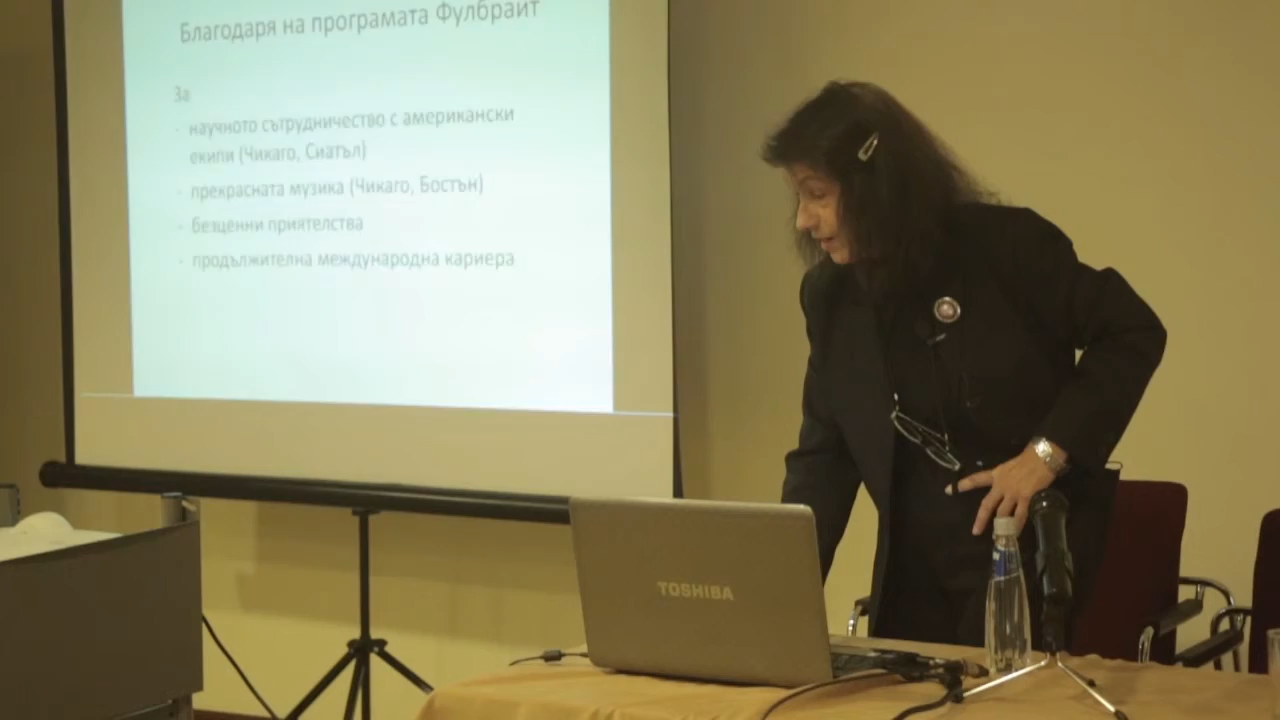 Благодаря на програмата Фулбрайт
За
· научното сътрудничество с американски
екипи (Чикаго, Сиатъл)
· прекрасната музика (Чикаго, Бостън)
· безценни приятелства
· продължителна международна кариера
TOSHIBA